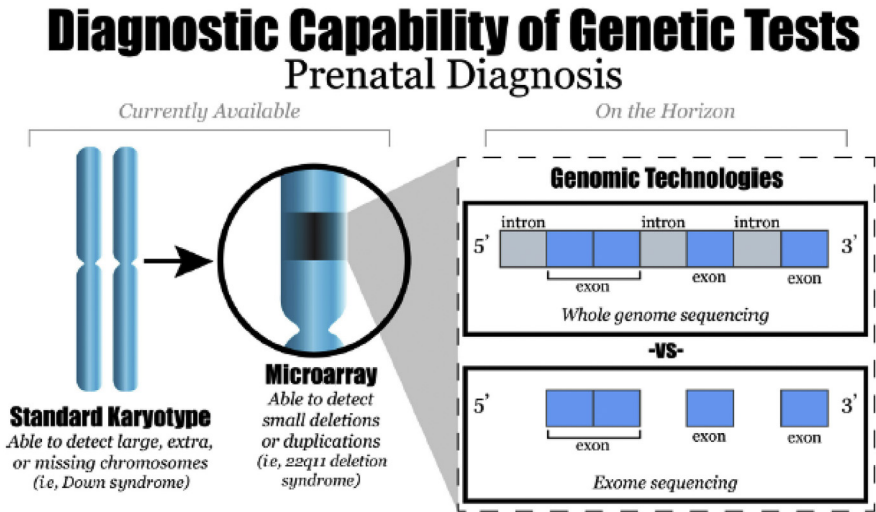 Diagnostic Capability of Genetic Tests
Prenatal Diagnosis
Currently Available
On the Horizon
Standard Karyotype
Able to detect large, extra,
or missing chromosomes
(i.e, Down syndrome)
Microarray
Able to detect
small deletions
or duplications
(i.e, 22q11 deletion
syndrome)
Genomic Technologies
intron intron intron
5’ 3’
exon exon exon
Whole genome sequencing
-vs-
5’ 3’
exon exon exon
Exome sequencing